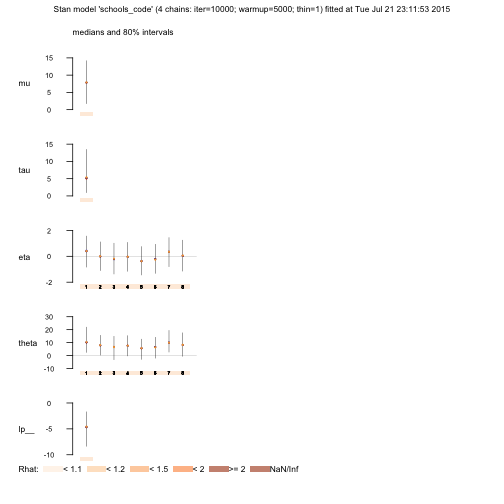 Stan model 'schools_code' (4 chains: iter=10000; warmup=5000; thin=1) fitted at Tue Jul 21 23:11:53 2015
medians and 80% intervals
mu
15
10
5
0
tau
15
10
5
0
eta
2
0
-2
1 2 3 4 5 6 7 8
theta
30
20
10
0
-10
1 2 3 4 5 6 7 8
lp__
0
-5
-10
Rhat: < 1.1 < 1.2 < 1.5 < 2 >= 2 NaN/Inf